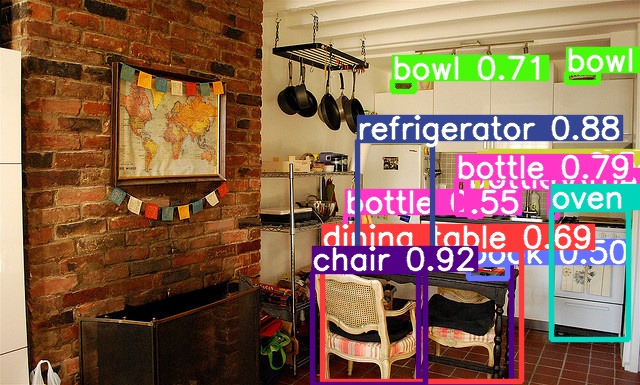 bowl 0.71
bowl
refrigerator 0.88
bottle 0.79
bottle 0.55
oven
dining table 0.69
book 0.50
chair 0.92